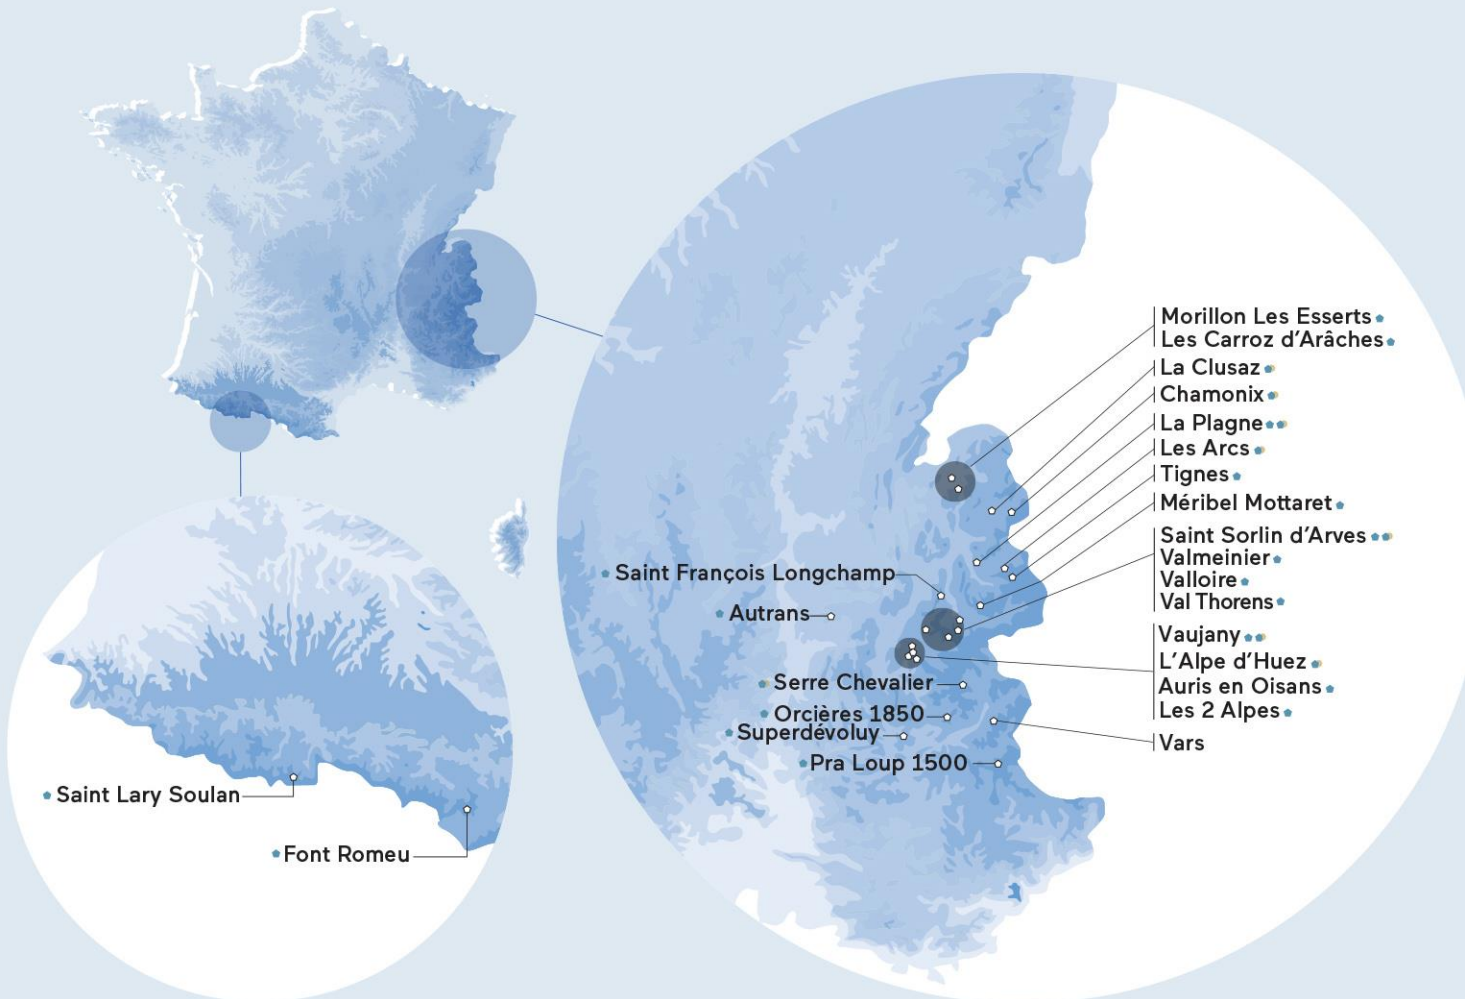 Morillon Les Esserts
Les Carroz d'Arâches
La Clusaz
Chamonix
La Plagne
Les Arcs
Tignes
Méribel Mottaret
Saint Sorlin d'Arves
Valmeinier
Valloire
Val Thorens
Vaujany
L'Alpe d'Huez
Auris en Oisans
Les 2 Alpes
Vars
Saint François Longchamp
Autrans
Serre Chevalier
Orcières 1850
Superdévoluy
Pra Loup 1500
Saint Lary Soulan
Font Romeu